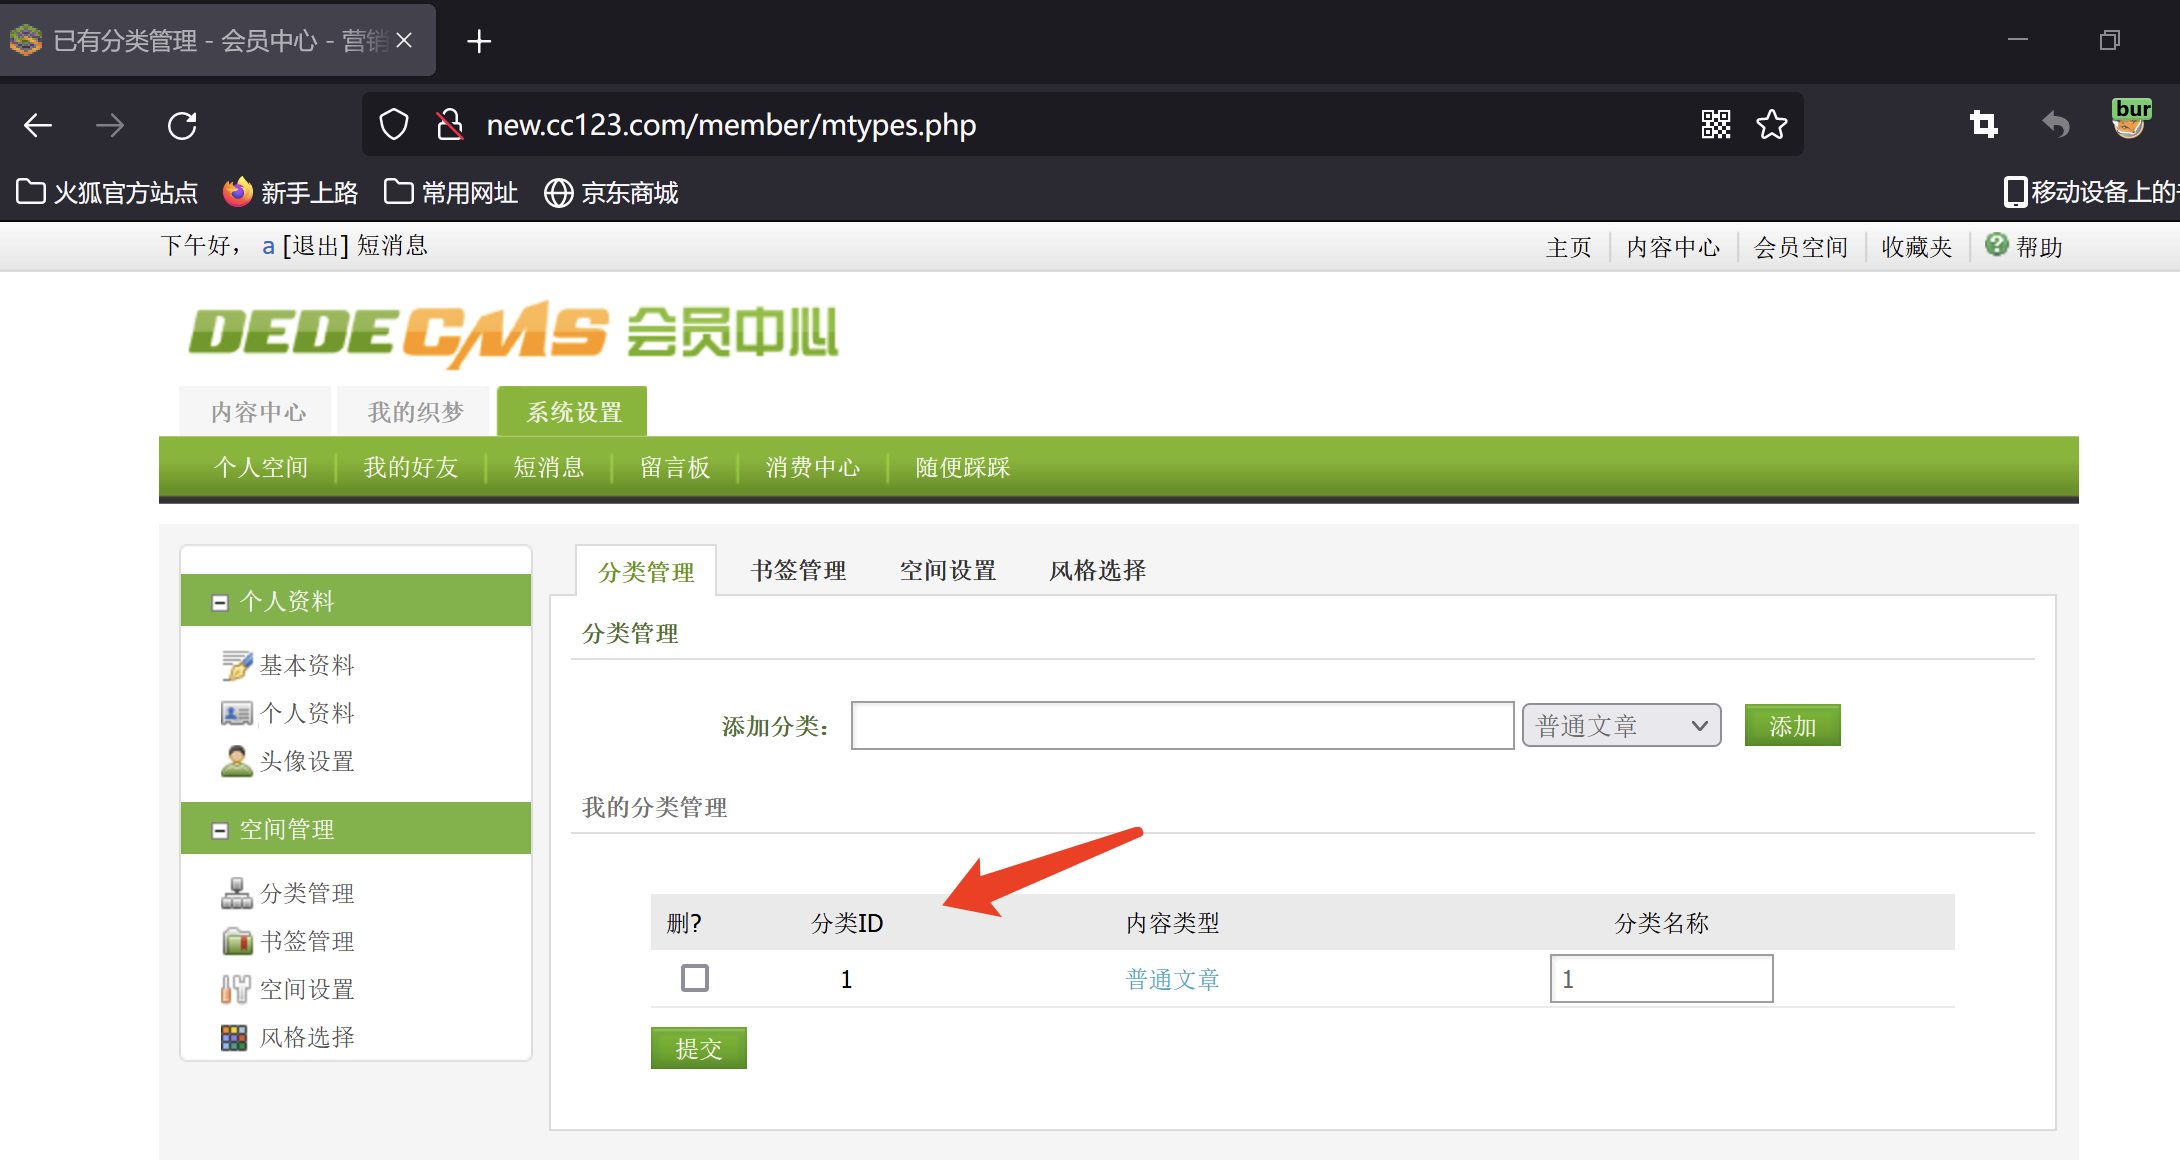 已有分类管理 - 会员中心 - 营销
new.cc123.com/member/mtypes.php
bur
火狐官方站点 新手上路 常用网址 京东商城 移动设备上的
下午好， a [退出] 短消息 主页 内容中心 会员空间 收藏夹 帮助
DEDECMS 会员中心
内容中心 我的织梦 系统设置
个人空间 我的好友 短消息 留言板 消费中心 随便踩踩
分类管理 书签管理 空间设置 风格选择
个人资料
基本资料
个人资料
头像设置
空间管理
分类管理
书签管理
空间设置
风格选择
分类管理
添加分类： 普通文章 添加
我的分类管理
删? 分类ID 内容类型 分类名称
1 普通文章 1
提交